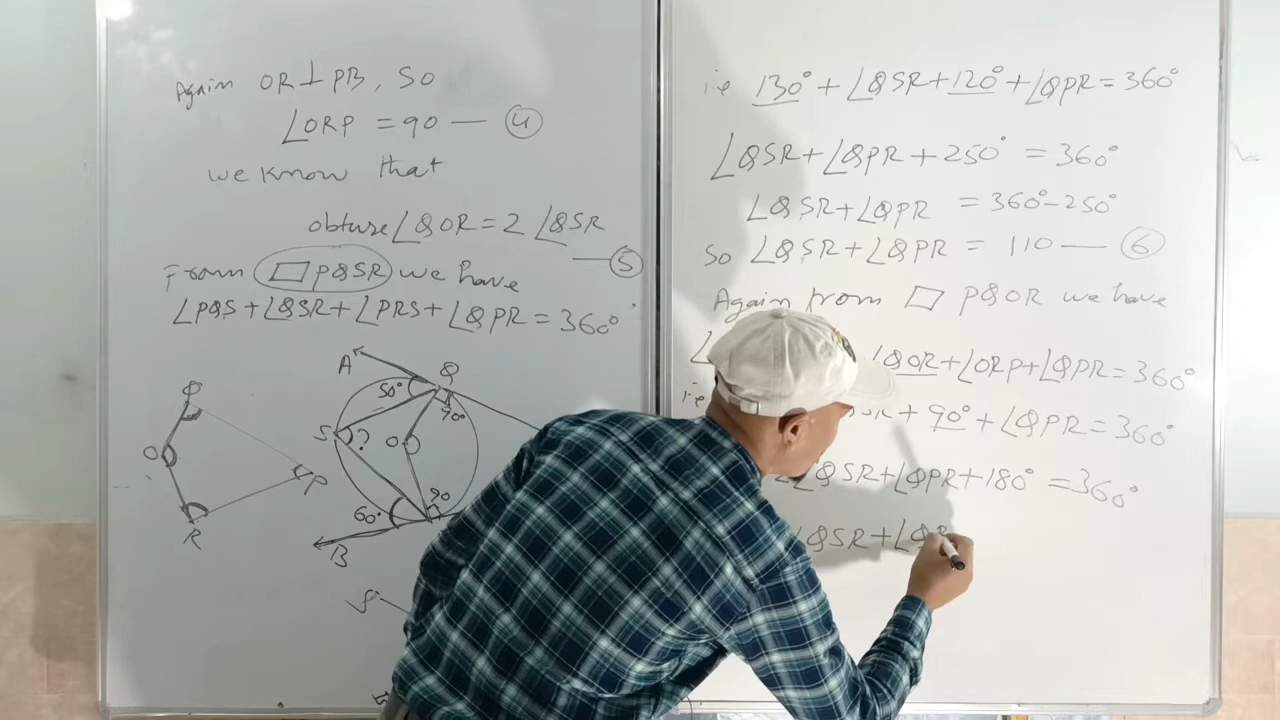 Again OR⊥PB, SO
∠ORP = 90 — ④
we know that
obtuse ∠QOR = 2 ∠QSR
— ⑤
From ▱ PQSR we have
∠PQS + ∠QSR + ∠PRS + ∠QPR = 360°
A
Q
50°
90°
S
?
O
90
60°
B
Q
O
P
R
S
i.e 130° + ∠QSR + 120° + ∠QPR = 360°
∠QSR + ∠QPR + 250° = 360°
∠QSR + ∠QPR = 360° - 250°
So ∠QSR + ∠QPR = 110 — ⑥
Again from ▱ PQOR we have
∠QOR + ∠ORP + ∠QPR = 360°
i.e + 90° + ∠QPR = 360°
∠QSR + ∠QPR + 180° = 360°
∠QSR + ∠Q